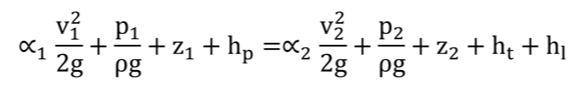 ∝₁ v₁²/2g + p₁/ρg + z₁ + hₚ =∝₂ v₂²/2g + p₂/ρg + z₂ + hₜ + hₗ